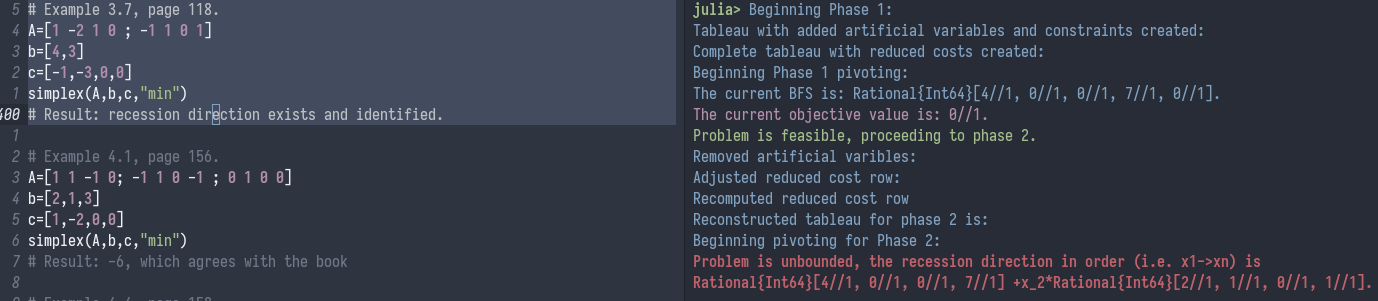 5 # Example 3.7, page 118.
4 A=[1 -2 1 0 ; -1 1 0 1]
3 b=[4,3]
2 c=[-1,-3,0,0]
1 simplex(A,b,c,"min")
400 # Result: recession direction exists and identified.
1
2 # Example 4.1, page 156.
3 A=[1 1 -1 0; -1 1 0 -1 ; 0 1 0 0]
4 b=[2,1,3]
5 c=[1,-2,0,0]
6 simplex(A,b,c,"min")
7 # Result: -6, which agrees with the book
8
julia> Beginning Phase 1:
Tableau with added artificial variables and constraints created:
Complete tableau with reduced costs created:
Beginning Phase 1 pivoting:
The current BFS is: Rational{Int64}[4//1, 0//1, 0//1, 7//1, 0//1].
The current objective value is: 0//1.
Problem is feasible, proceeding to phase 2.
Removed artificial varibles:
Adjusted reduced cost row:
Recomputed reduced cost row
Reconstructed tableau for phase 2 is:
Beginning pivoting for Phase 2:
Problem is unbounded, the recession direction in order (i.e. x1->xn) is
Rational{Int64}[4//1, 0//1, 0//1, 7//1] +x_2*Rational{Int64}[2//1, 1//1, 0//1, 1//1].